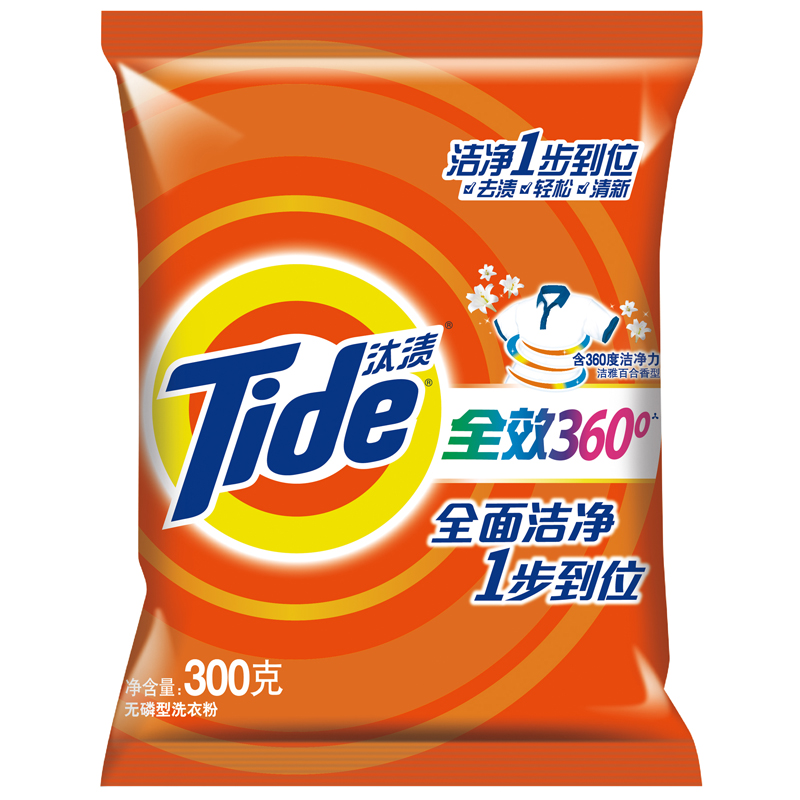 洁净1步到位
去渍 轻松 清新
Tide 汰渍®
®
含360度洁净力
洁雅百合香型
全效360°
全面洁净
1步到位
净含量:300克
无磷型洗衣粉